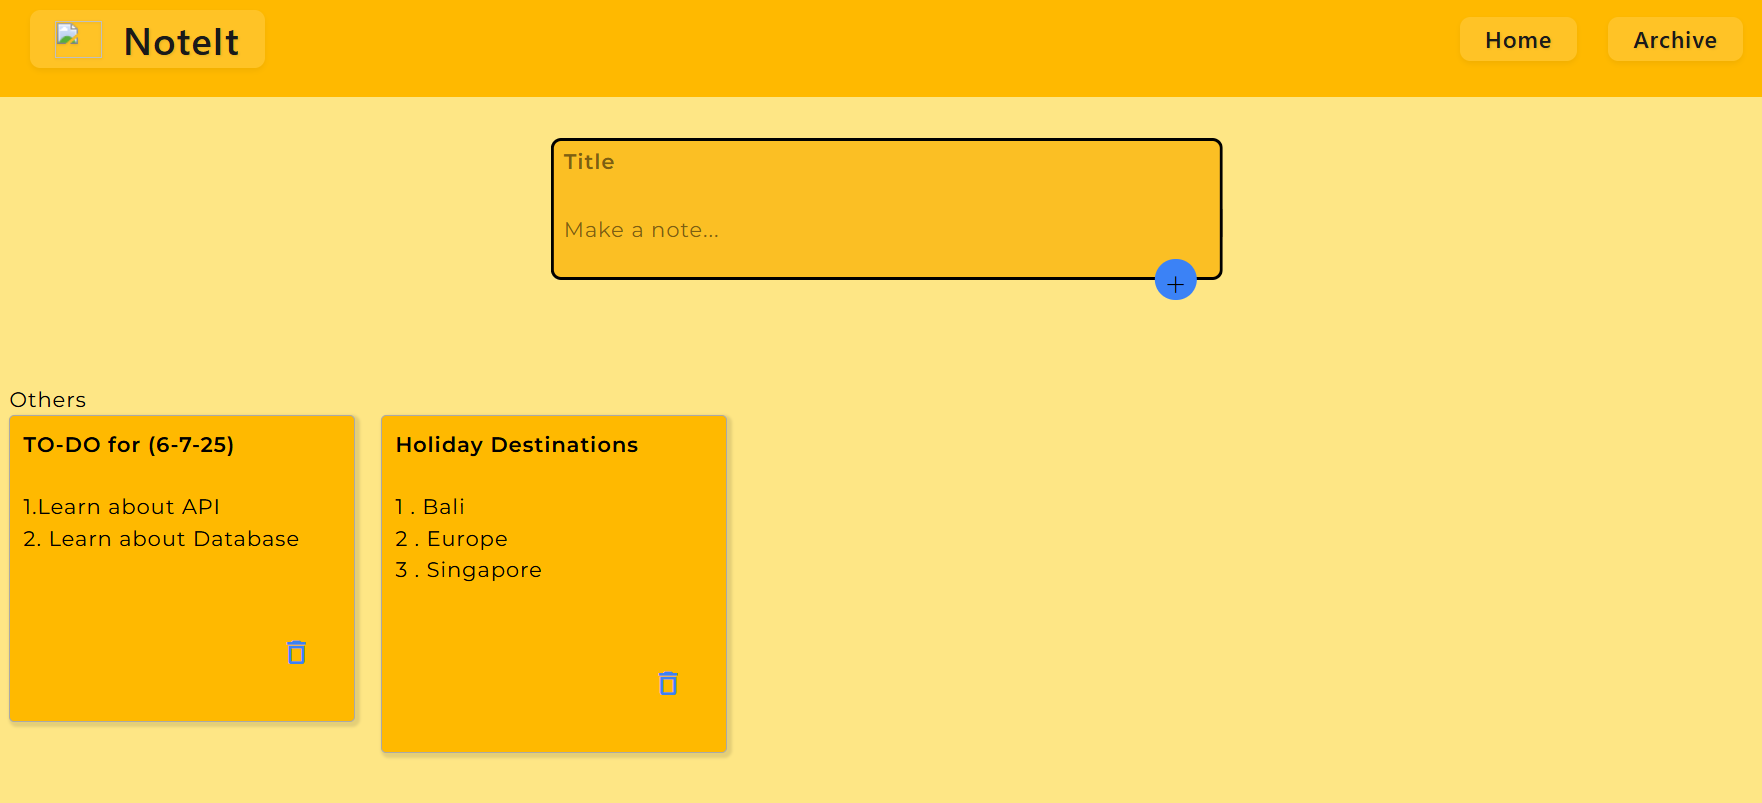 NoteIt
Home
Archive
Title
Make a note...
+
Others
TO-DO for (6-7-25)
1.Learn about API
2. Learn about Database
Holiday Destinations
1 . Bali
2 . Europe
3 . Singapore